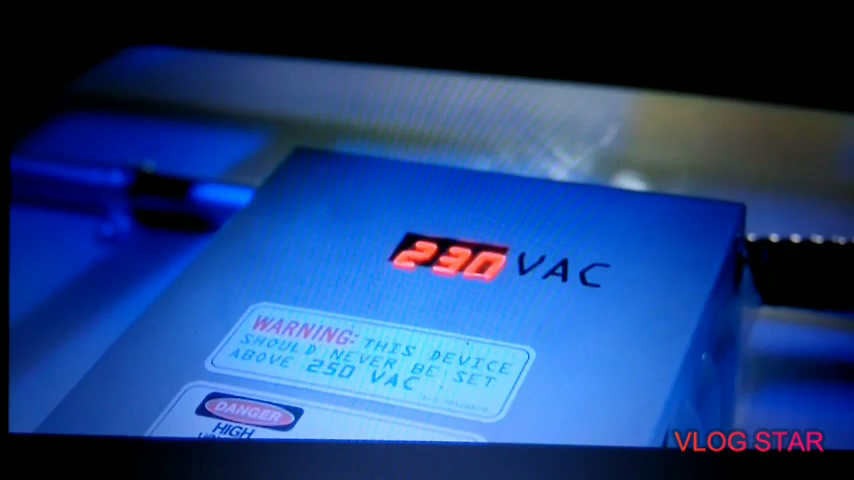 230 VAC
WARNING: THIS DEVICE
SHOULD NEVER BE SET
ABOVE 250 VAC
DANGER
HIGH
VLOG STAR